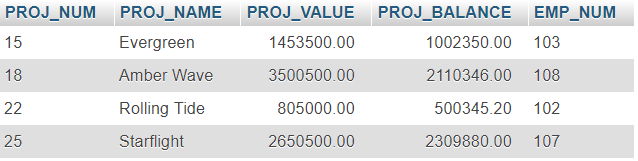 PROJ_NUM PROJ_NAME PROJ_VALUE PROJ_BALANCE EMP_NUM
15 Evergreen 1453500.00 1002350.00 103
18 Amber Wave 3500500.00 2110346.00 108
22 Rolling Tide 805000.00 500345.20 102
25 Starflight 2650500.00 2309880.00 107